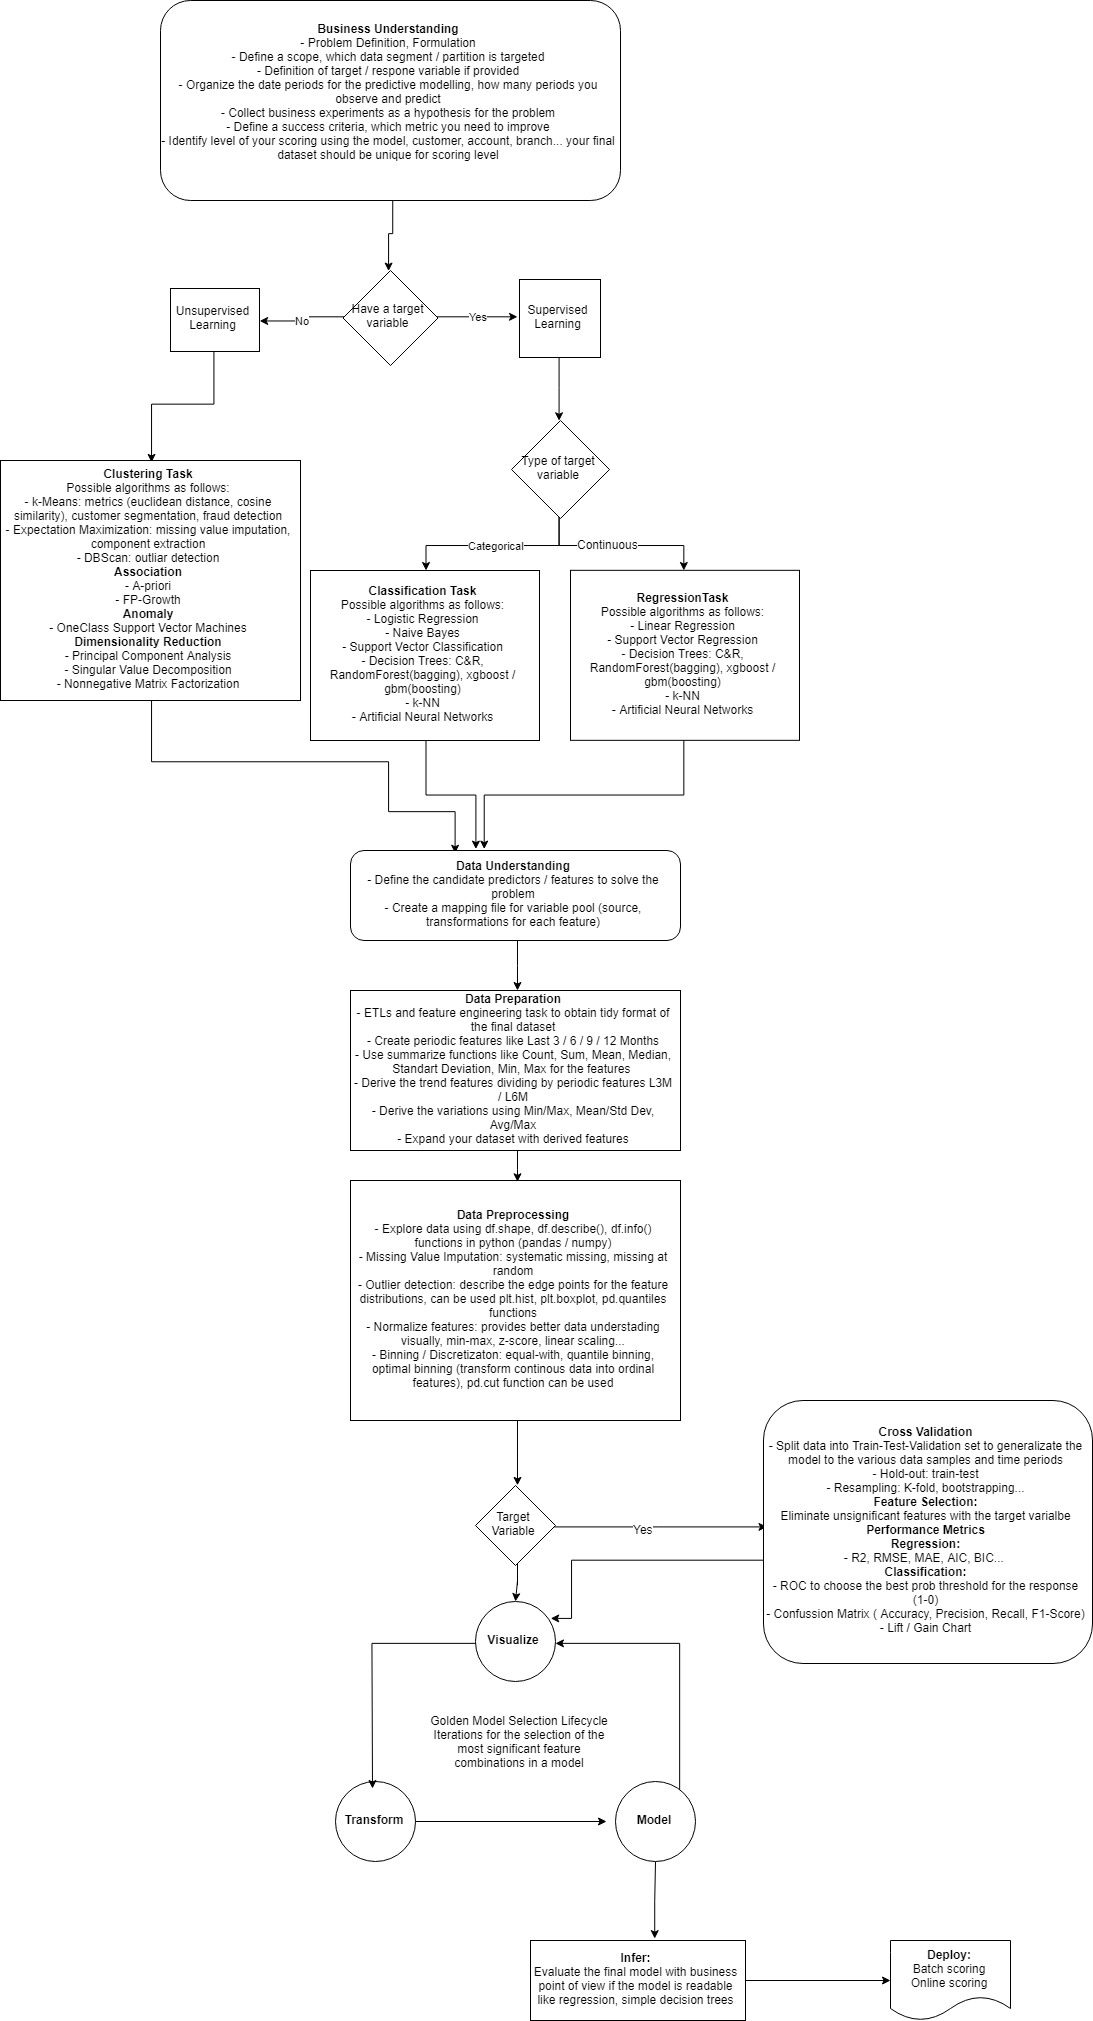 Business Understanding
- Problem Definition, Formulation
- Define a scope, which data segment / partition is targeted
- Definition of target / respone variable if provided
- Organize the date periods for the predictive modelling, how many periods you
observe and predict
- Collect business experiments as a hypothesis for the problem
- Define a success criteria, which metric you need to improve
- Identify level of your scoring using the model, customer, account, branch... your final
dataset should be unique for scoring level
Unsupervised
Learning
No
Have a target
variable
Yes
Supervised
Learning
Type of target
variable
Categorical
Continuous
Clustering Task
Possible algorithms as follows:
- k-Means: metrics (euclidean distance, cosine
similarity), customer segmentation, fraud detection
- Expectation Maximization: missing value imputation,
component extraction
- DBScan: outliar detection
Association
- A-priori
- FP-Growth
Anomaly
- OneClass Support Vector Machines
Dimensionality Reduction
- Principal Component Analysis
- Singular Value Decomposition
- Nonnegative Matrix Factorization
Classification Task
Possible algorithms as follows:
- Logistic Regression
- Naive Bayes
- Support Vector Classification
- Decision Trees: C&R,
RandomForest(bagging), xgboost /
gbm(boosting)
- k-NN
- Artificial Neural Networks
RegressionTask
Possible algorithms as follows:
- Linear Regression
- Support Vector Regression
- Decision Trees: C&R,
RandomForest(bagging), xgboost /
gbm(boosting)
- k-NN
- Artificial Neural Networks
Data Understanding
- Define the candidate predictors / features to solve the
problem
- Create a mapping file for variable pool (source,
transformations for each feature)
Data Preparation
- ETLs and feature engineering task to obtain tidy format of
the final dataset
- Create periodic features like Last 3 / 6 / 9 / 12 Months
- Use summarize functions like Count, Sum, Mean, Median,
Standart Deviation, Min, Max for the features
- Derive the trend features dividing by periodic features L3M
/ L6M
- Derive the variations using Min/Max, Mean/Std Dev,
Avg/Max
- Expand your dataset with derived features
Data Preprocessing
- Explore data using df.shape, df.describe(), df.info()
functions in python (pandas / numpy)
- Missing Value Imputation: systematic missing, missing at
random
- Outlier detection: describe the edge points for the feature
distributions, can be used plt.hist, plt.boxplot, pd.quantiles
functions
- Normalize features: provides better data understading
visually, min-max, z-score, linear scaling...
- Binning / Discretizaton: equal-with, quantile binning,
optimal binning (transform continous data into ordinal
features), pd.cut function can be used
Target
Variable
Yes
Cross Validation
- Split data into Train-Test-Validation set to generalizate the
model to the various data samples and time periods
- Hold-out: train-test
- Resampling: K-fold, bootstrapping...
Feature Selection:
Eliminate unsignificant features with the target varialbe
Performance Metrics
Regression:
- R2, RMSE, MAE, AIC, BIC...
Classification:
- ROC to choose the best prob threshold for the response
(1-0)
- Confussion Matrix ( Accuracy, Precision, Recall, F1-Score)
- Lift / Gain Chart
Visualize
Golden Model Selection Lifecycle
Iterations for the selection of the
most significant feature
combinations in a model
Transform
Model
Infer:
Evaluate the final model with business
point of view if the model is readable
like regression, simple decision trees
Deploy:
Batch scoring
Online scoring